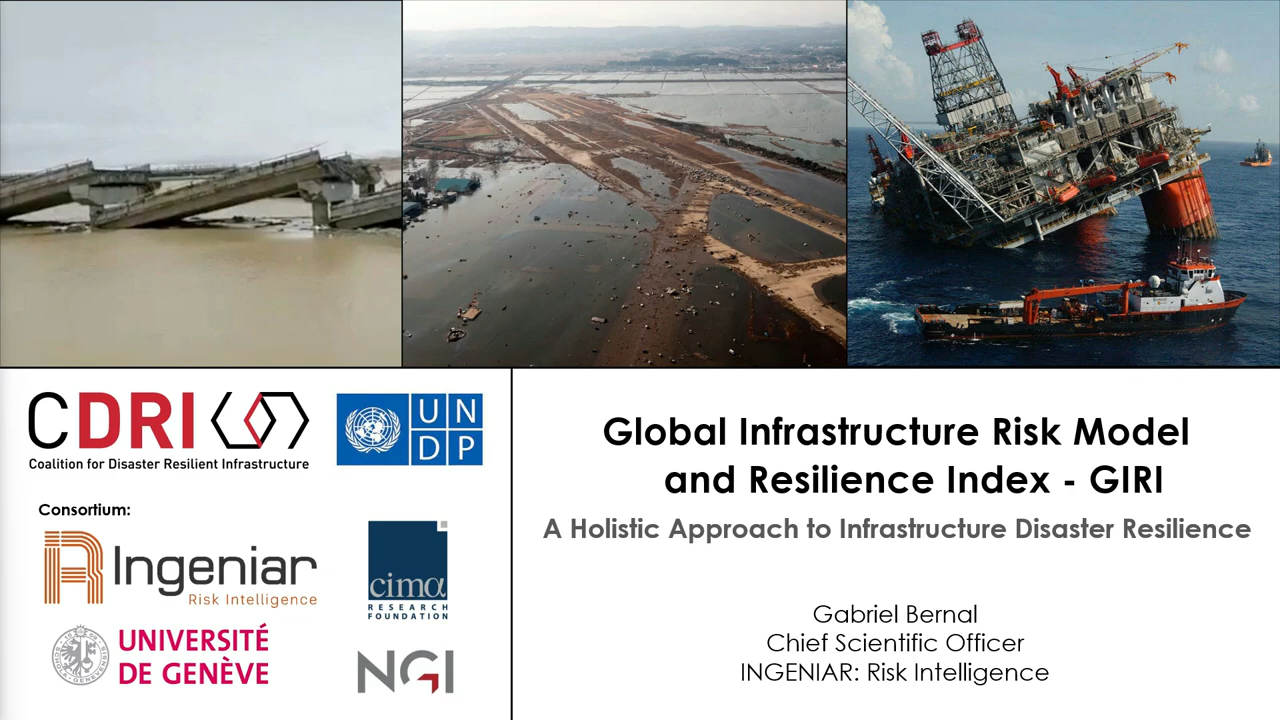 CDRI
Coalition for Disaster Resilient Infrastructure
UN
DP
Consortium:
Ingeniar
Risk Intelligence
cima
RESEARCH
FOUNDATION
UNIVERSITÉ
DE GENÈVE
NGI
Global Infrastructure Risk Model
and Resilience Index - GIRI
A Holistic Approach to Infrastructure Disaster Resilience
Gabriel Bernal
Chief Scientific Officer
INGENIAR: Risk Intelligence